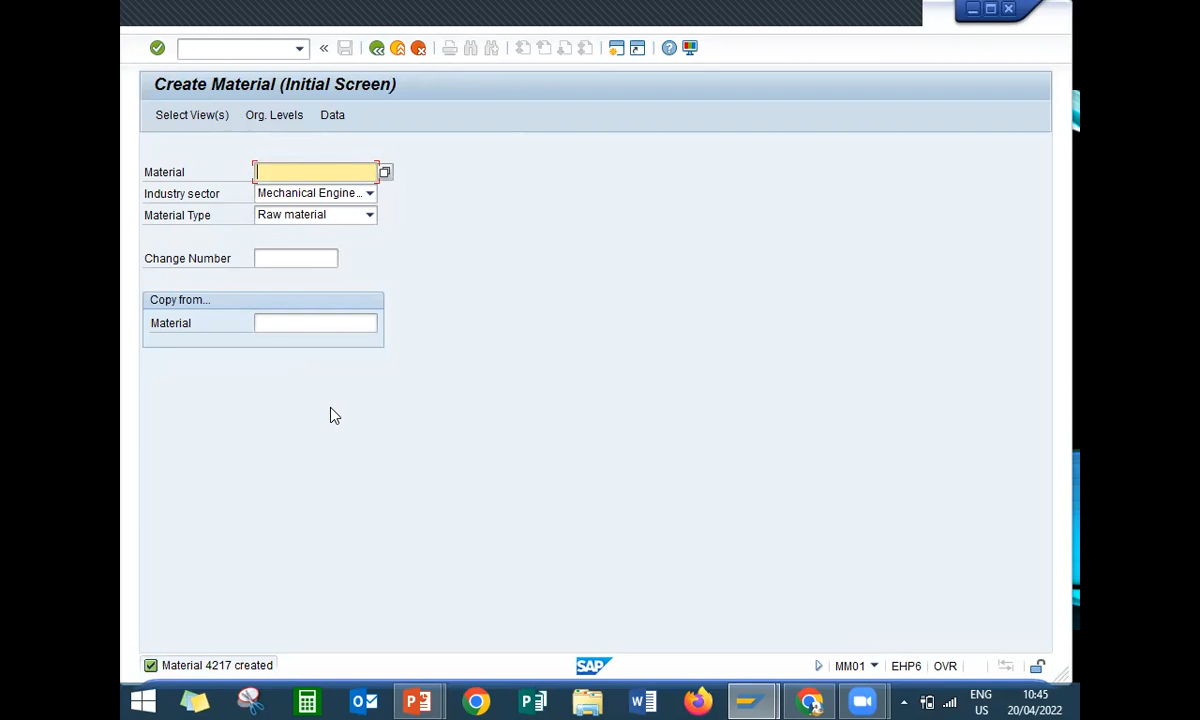 Create Material (Initial Screen)
Select View(s) Org. Levels Data
Material
Industry sector Mechanical Engine...
Material Type Raw material
Change Number
Copy from...
Material
Material 4217 created
SAP
MM01 EHP6 OVR
ENG 10:45
US 20/04/2022